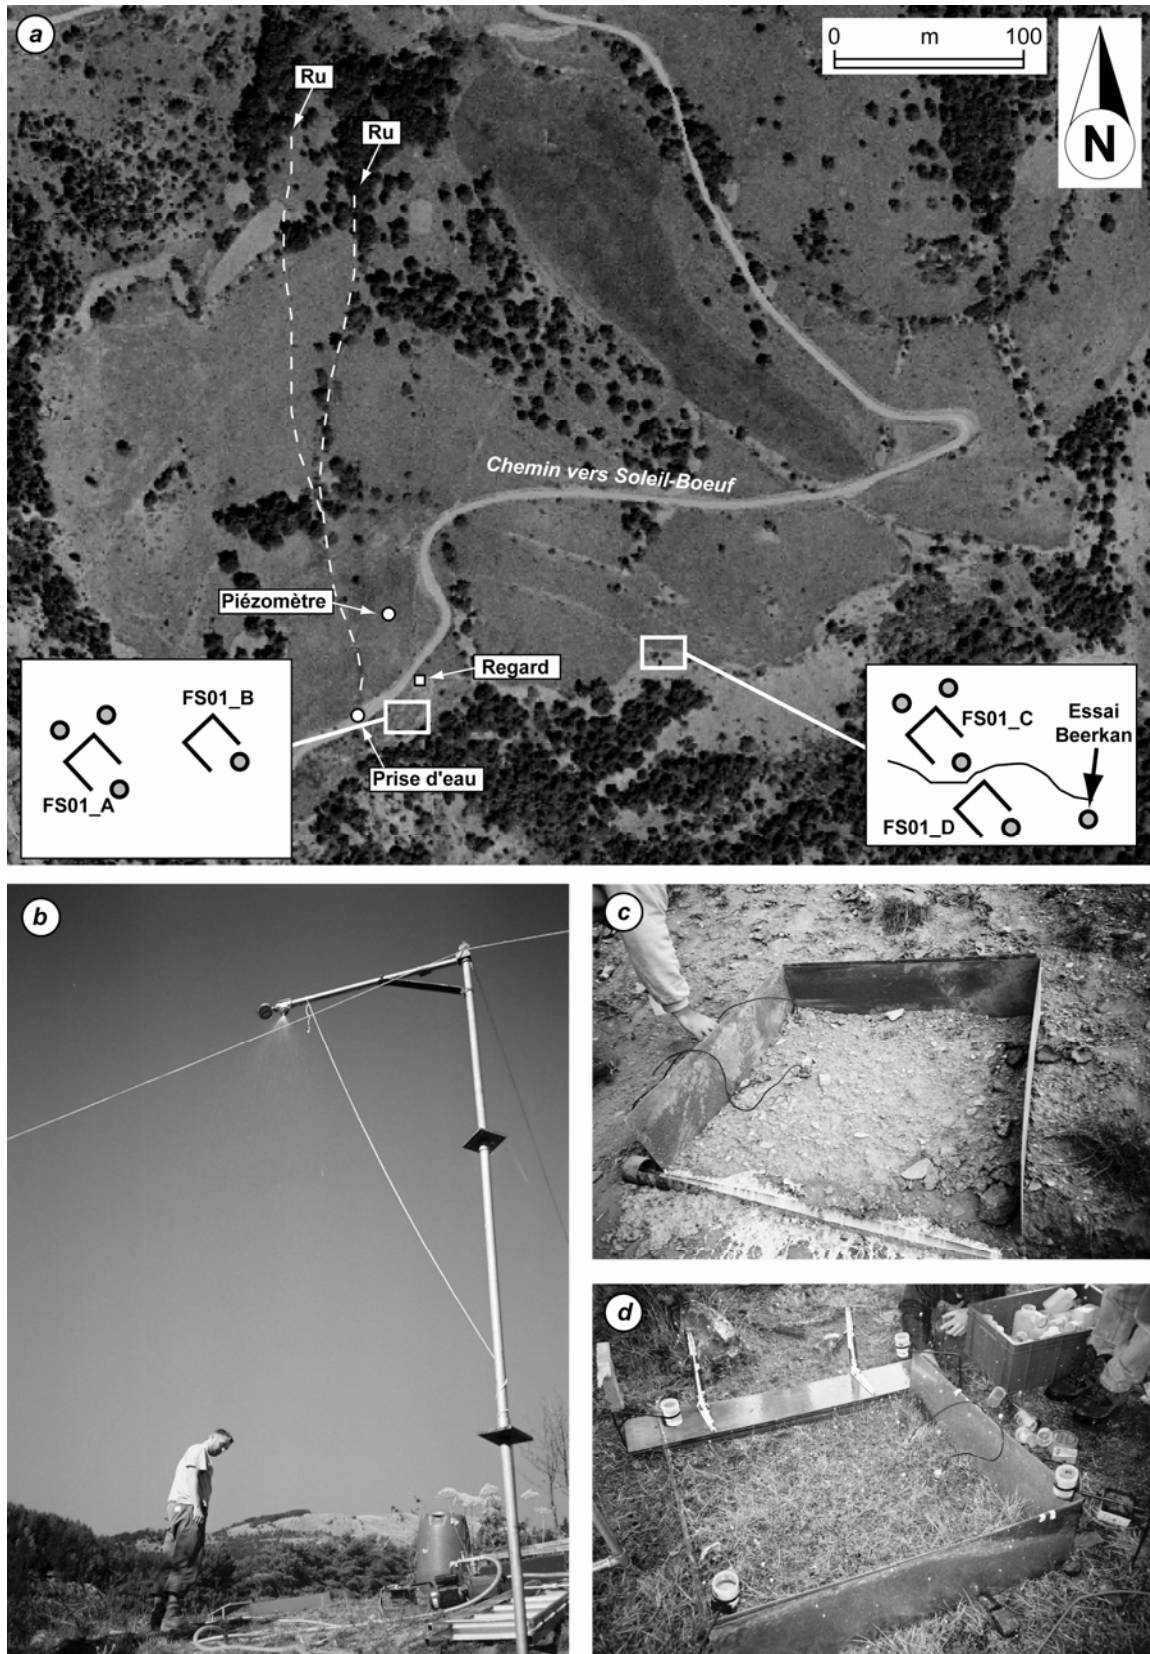 a
0 m 100
N
Ru
Ru
Chemin vers Soleil-Boeuf
Piézomètre
Regard
Prise d'eau
FS01_B
FS01_A
FS01_C
Essai
Beerkan
FS01_D
b
c
d